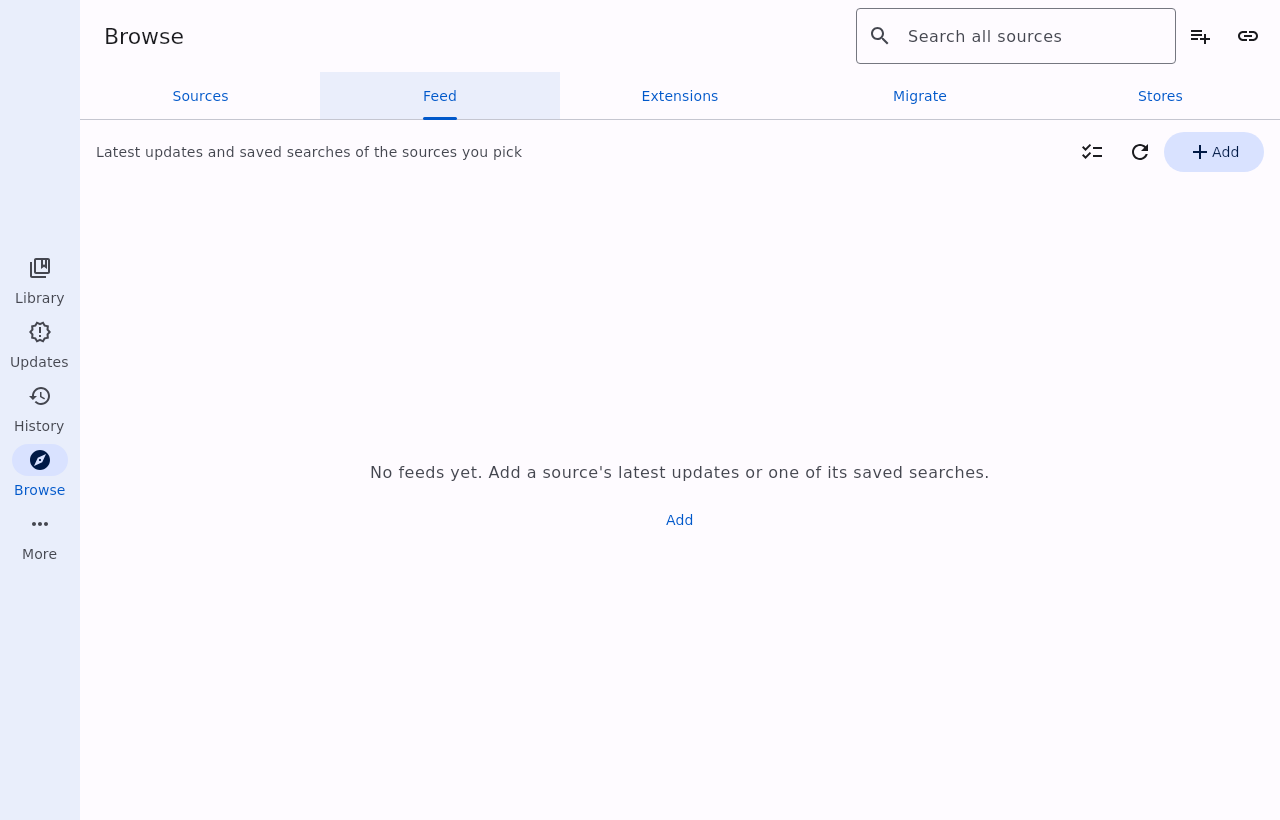 Browse
Search all sources
Sources
Feed
Extensions
Migrate
Stores
Latest updates and saved searches of the sources you pick
Add
Library
Updates
History
Browse
More
No feeds yet. Add a source's latest updates or one of its saved searches.
Add